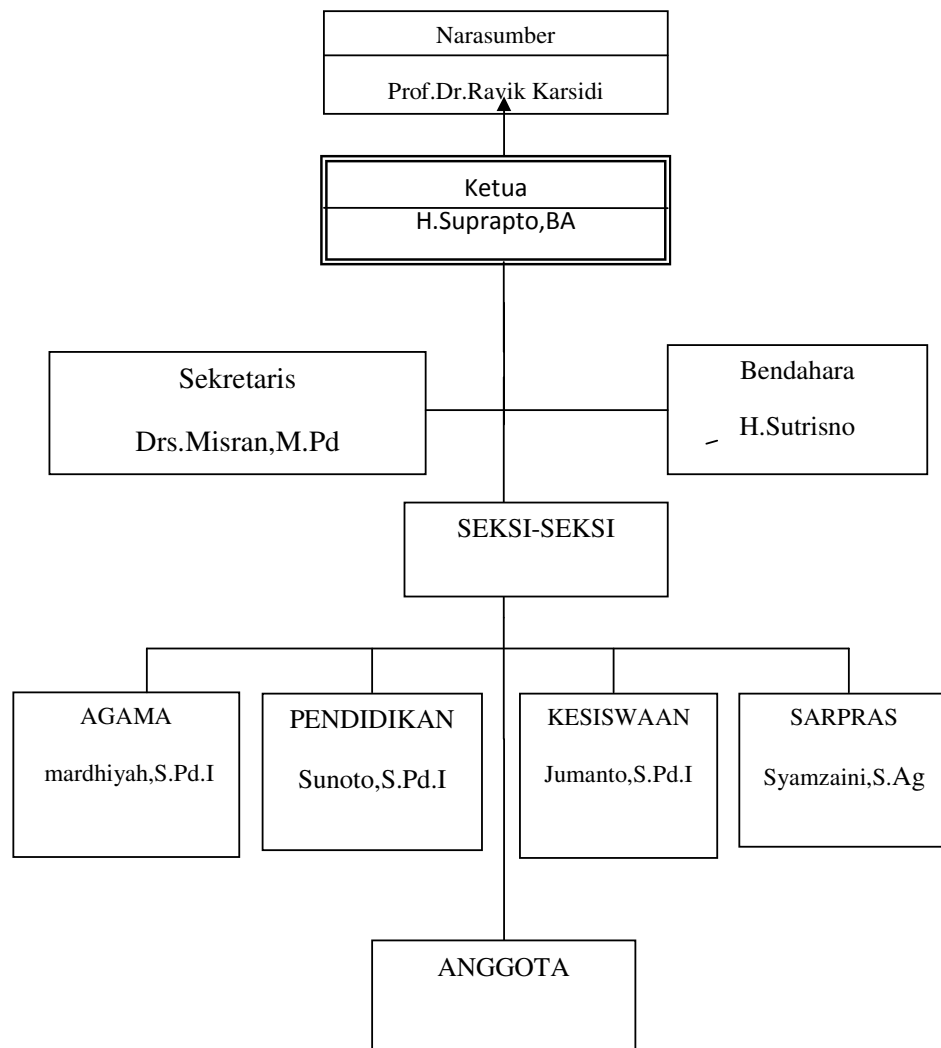 Narasumber
Prof.Dr.Ravik Karsidi
Ketua
H.Suprapto,BA
Sekretaris
Drs.Misran,M.Pd
Bendahara
H.Sutrisno
SEKSI-SEKSI
AGAMA
mardhiyah,S.Pd.I
PENDIDIKAN
Sunoto,S.Pd.I
KESISWAAN
Jumanto,S.Pd.I
SARPRAS
Syamzaini,S.Ag
ANGGOTA